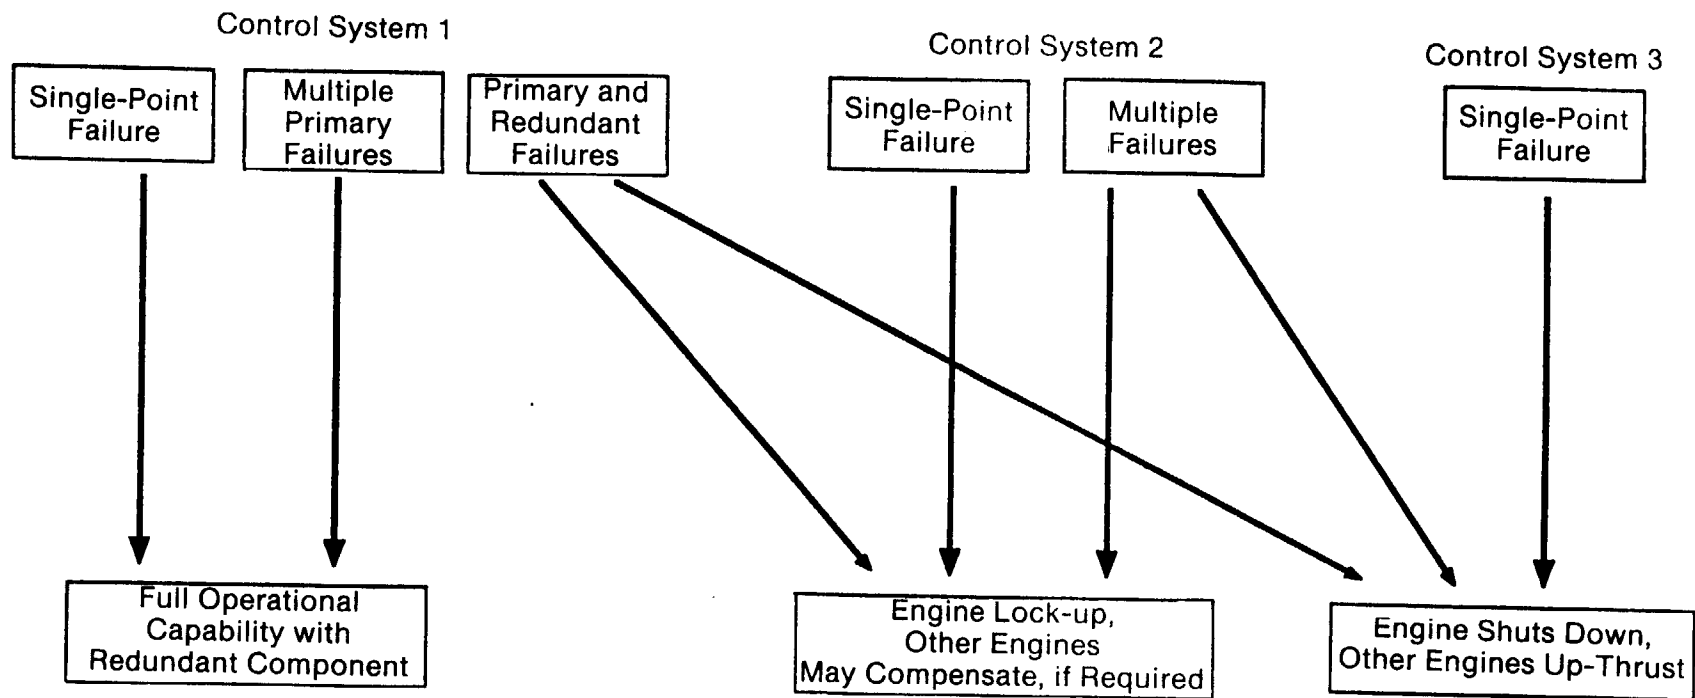 Control System 1
Single-Point
Failure
Multiple
Primary
Failures
Primary and
Redundant
Failures
Control System 2
Single-Point
Failure
Multiple
Failures
Control System 3
Single-Point
Failure
Full Operational
Capability with
Redundant Component
Engine Lock-up,
Other Engines
May Compensate, if Required
Engine Shuts Down,
Other Engines Up-Thrust